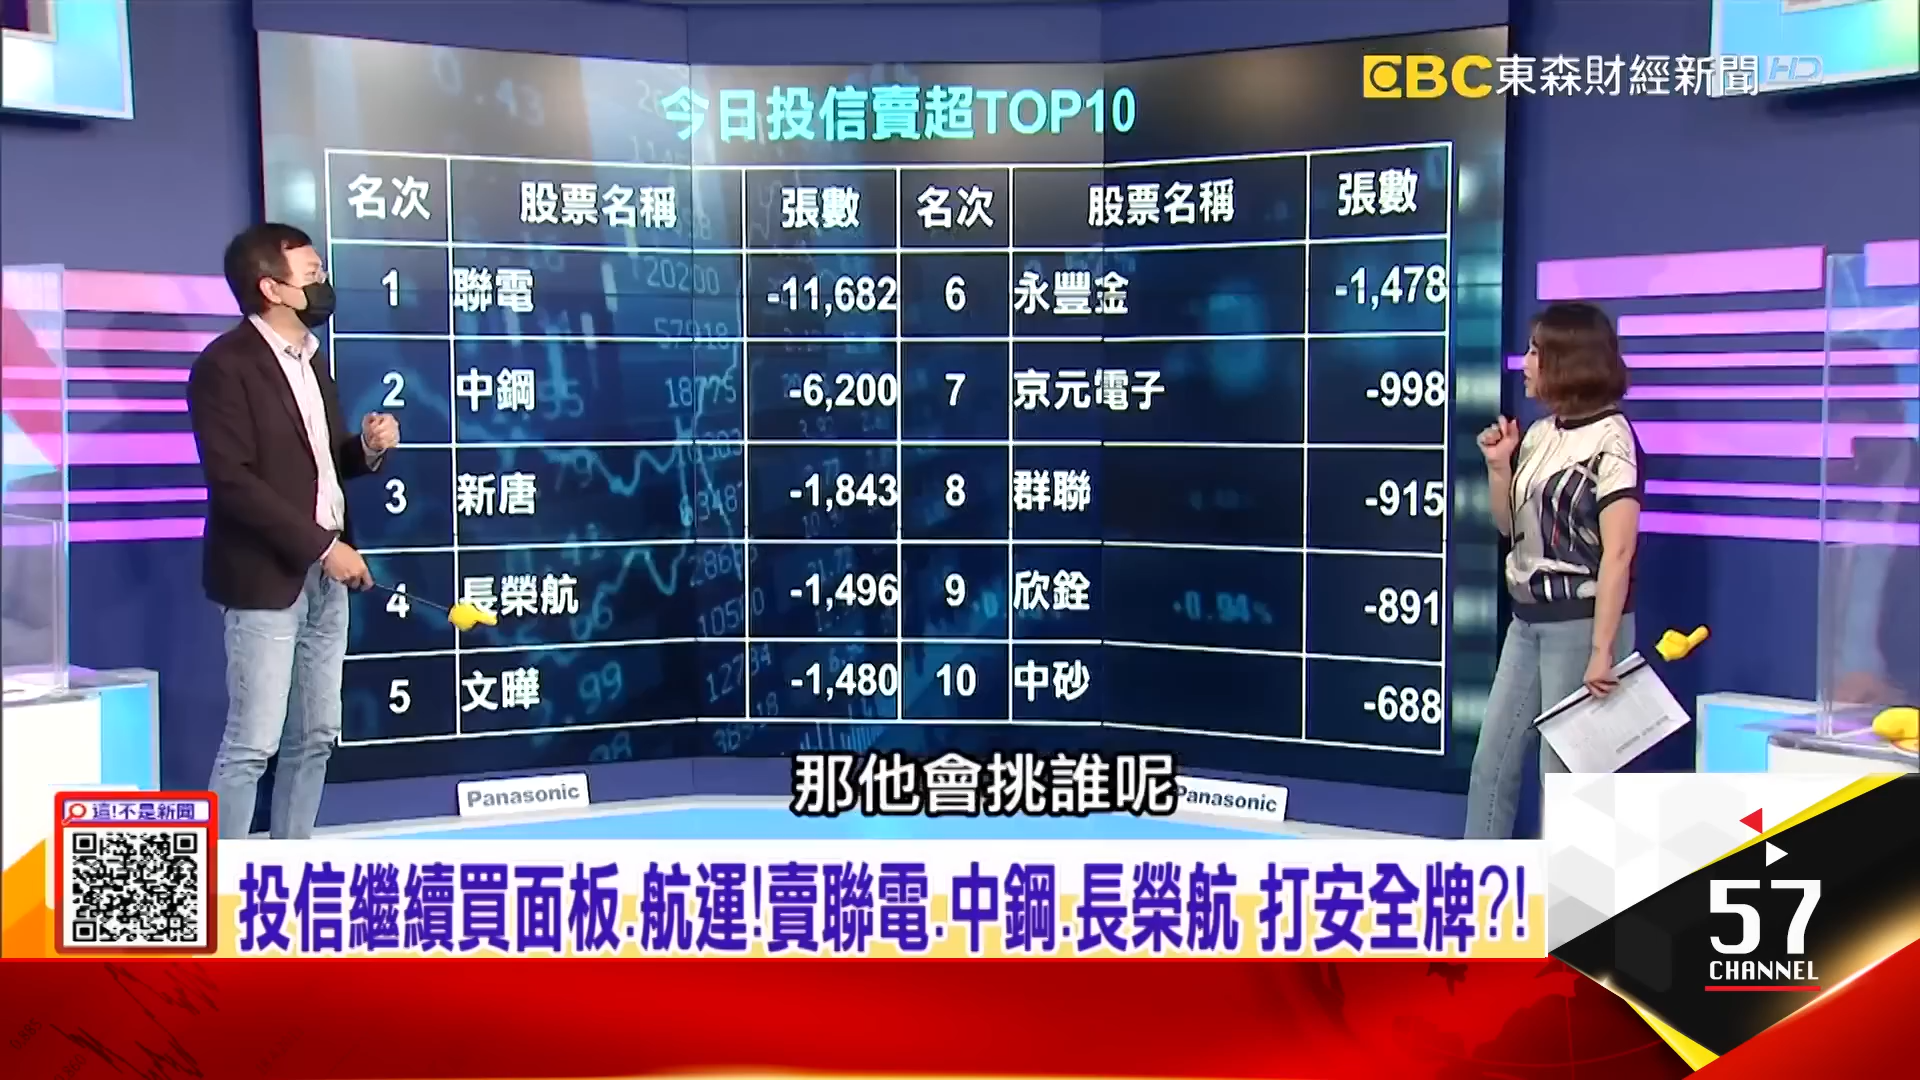 EBC東森財經新聞HD
今日投信賣超TOP10
名次 股票名稱 張數 名次 股票名稱 張數
1 聯電 -11,682 6 永豐金 -1,478
2 中鋼 -6,200 7 京元電子 -998
3 新唐 -1,843 8 群聯 -915
4 長榮航 -1,496 9 欣銓 -891
5 文曄 -1,480 10 中砂 -688
Panasonic
Panasonic
那他會挑誰呢
這!不是新聞
投信繼續買面板.航運!賣聯電.中鋼.長榮航 打安全牌?!
57
CHANNEL